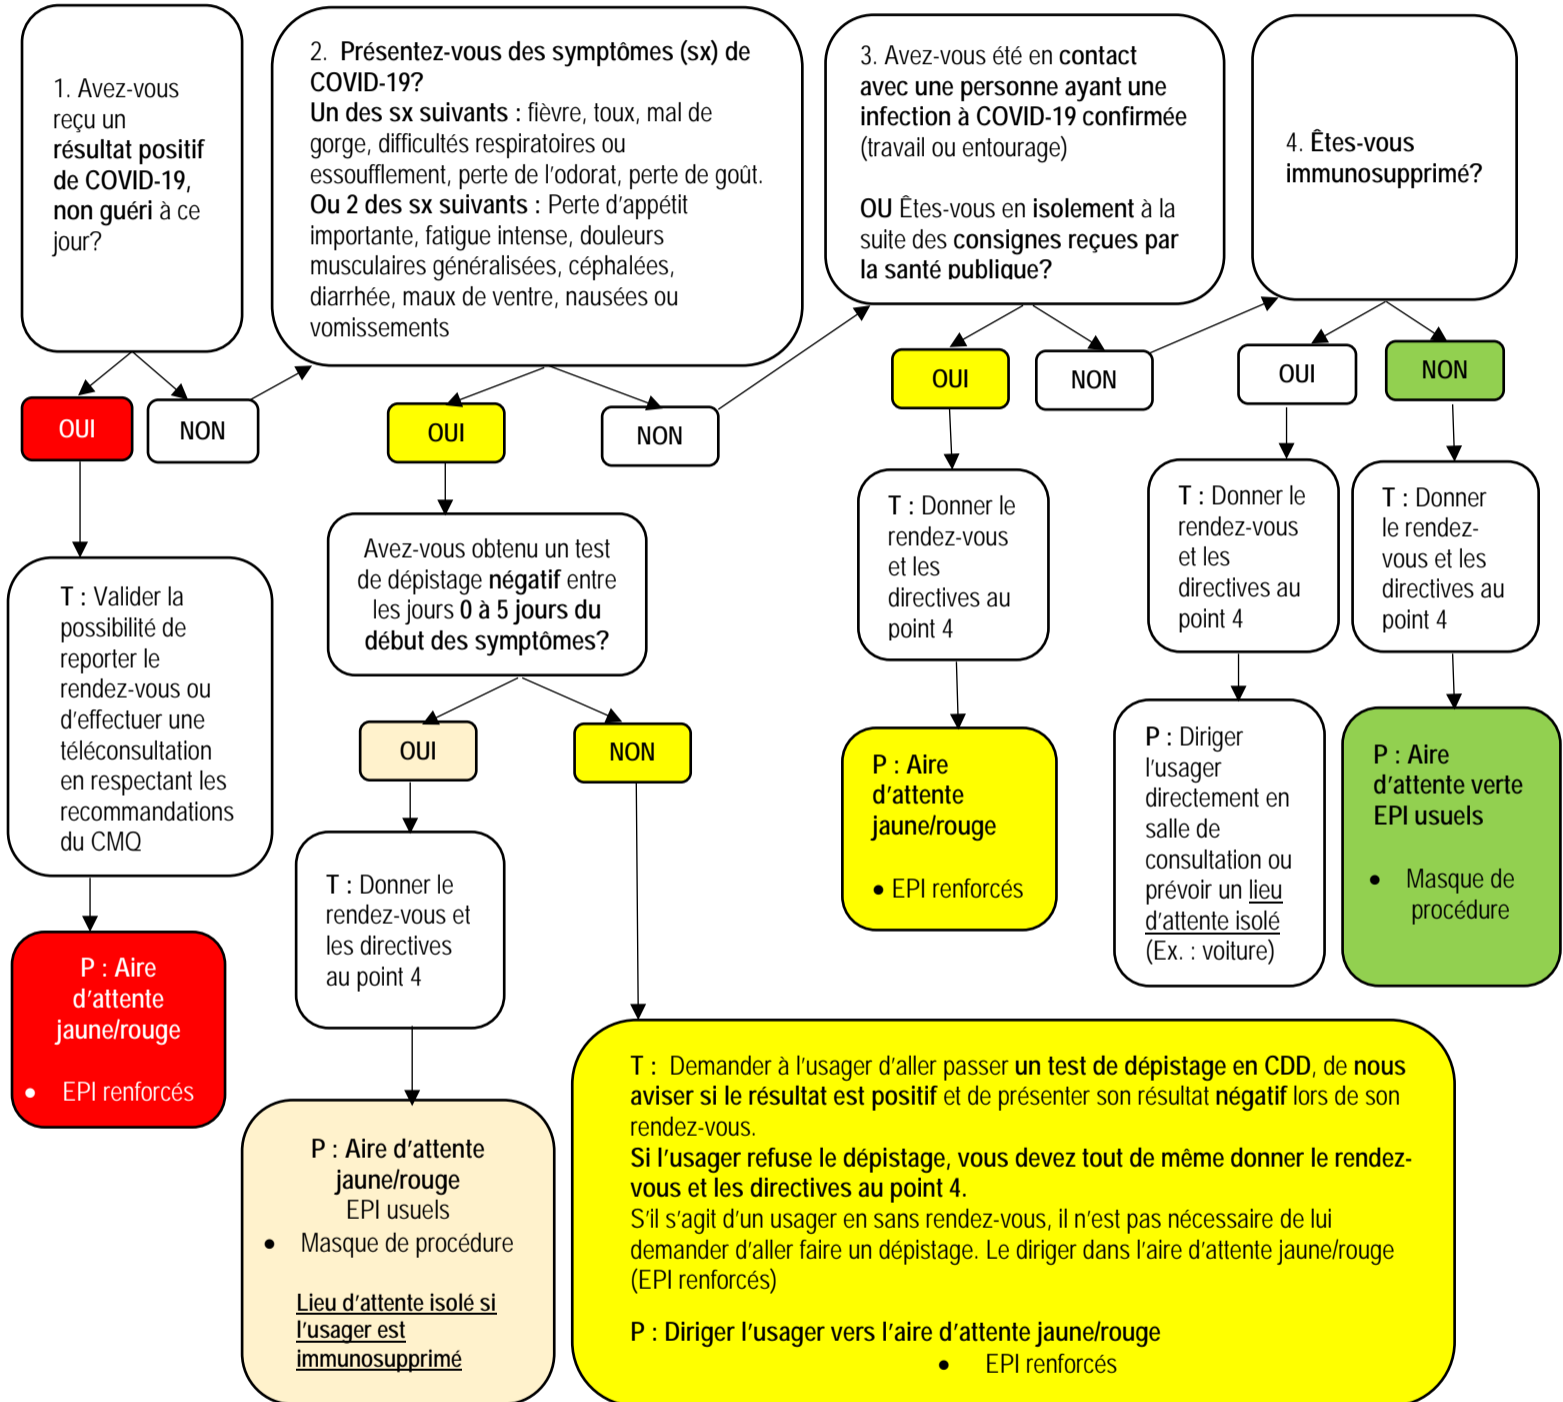 1. Avez-vous
reçu un
résultat positif
de COVID-19,
non guéri à ce
jour?
2. Présentez-vous des symptômes (sx) de
COVID-19?
Un des sx suivants : fièvre, toux, mal de
gorge, difficultés respiratoires ou
essoufflement, perte de l'odorat, perte de goût.
Ou 2 des sx suivants : Perte d'appétit
importante, fatigue intense, douleurs
musculaires généralisées, céphalées,
diarrhée, maux de ventre, nausées ou
vomissements
3. Avez-vous été en contact
avec une personne ayant une
infection à COVID-19 confirmée
(travail ou entourage)
OU Êtes-vous en isolement à la
suite des consignes reçues par
la santé publique?
4. Êtes-vous
immunosupprimé?
OUI
NON
OUI
NON
OUI
NON
OUI
NON
T : Valider la
possibilité de
reporter le
rendez-vous ou
d'effectuer une
téléconsultation
en respectant les
recommandations
du CMQ
P : Aire
d'attente
jaune/rouge
• EPI renforcés
Avez-vous obtenu un test
de dépistage négatif entre
les jours 0 à 5 jours du
début des symptômes?
OUI
NON
T : Donner le
rendez-vous et
les directives
au point 4
P : Aire d'attente
jaune/rouge
EPI usuels
• Masque de procédure
Lieu d'attente isolé si
l'usager est
immunosupprimé
T : Demander à l'usager d'aller passer un test de dépistage en CDD, de nous
aviser si le résultat est positif et de présenter son résultat négatif lors de son
rendez-vous.
Si l'usager refuse le dépistage, vous devez tout de même donner le rendez-
vous et les directives au point 4.
S'il s'agit d'un usager en sans rendez-vous, il n'est pas nécessaire de lui
demander d'aller faire un dépistage. Le diriger dans l'aire d'attente jaune/rouge
(EPI renforcés)
P : Diriger l'usager vers l'aire d'attente jaune/rouge
• EPI renforcés
T : Donner le
rendez-vous
et les
directives au
point 4
P : Aire
d'attente
jaune/rouge
• EPI renforcés
T : Donner le
rendez-vous
et les
directives au
point 4
P : Diriger
l'usager
directement en
salle de
consultation ou
prévoir un lieu
d'attente isolé
(Ex. : voiture)
T : Donner
le rendez-
vous et les
directives au
point 4
P : Aire
d'attente verte
EPI usuels
• Masque de
procédure